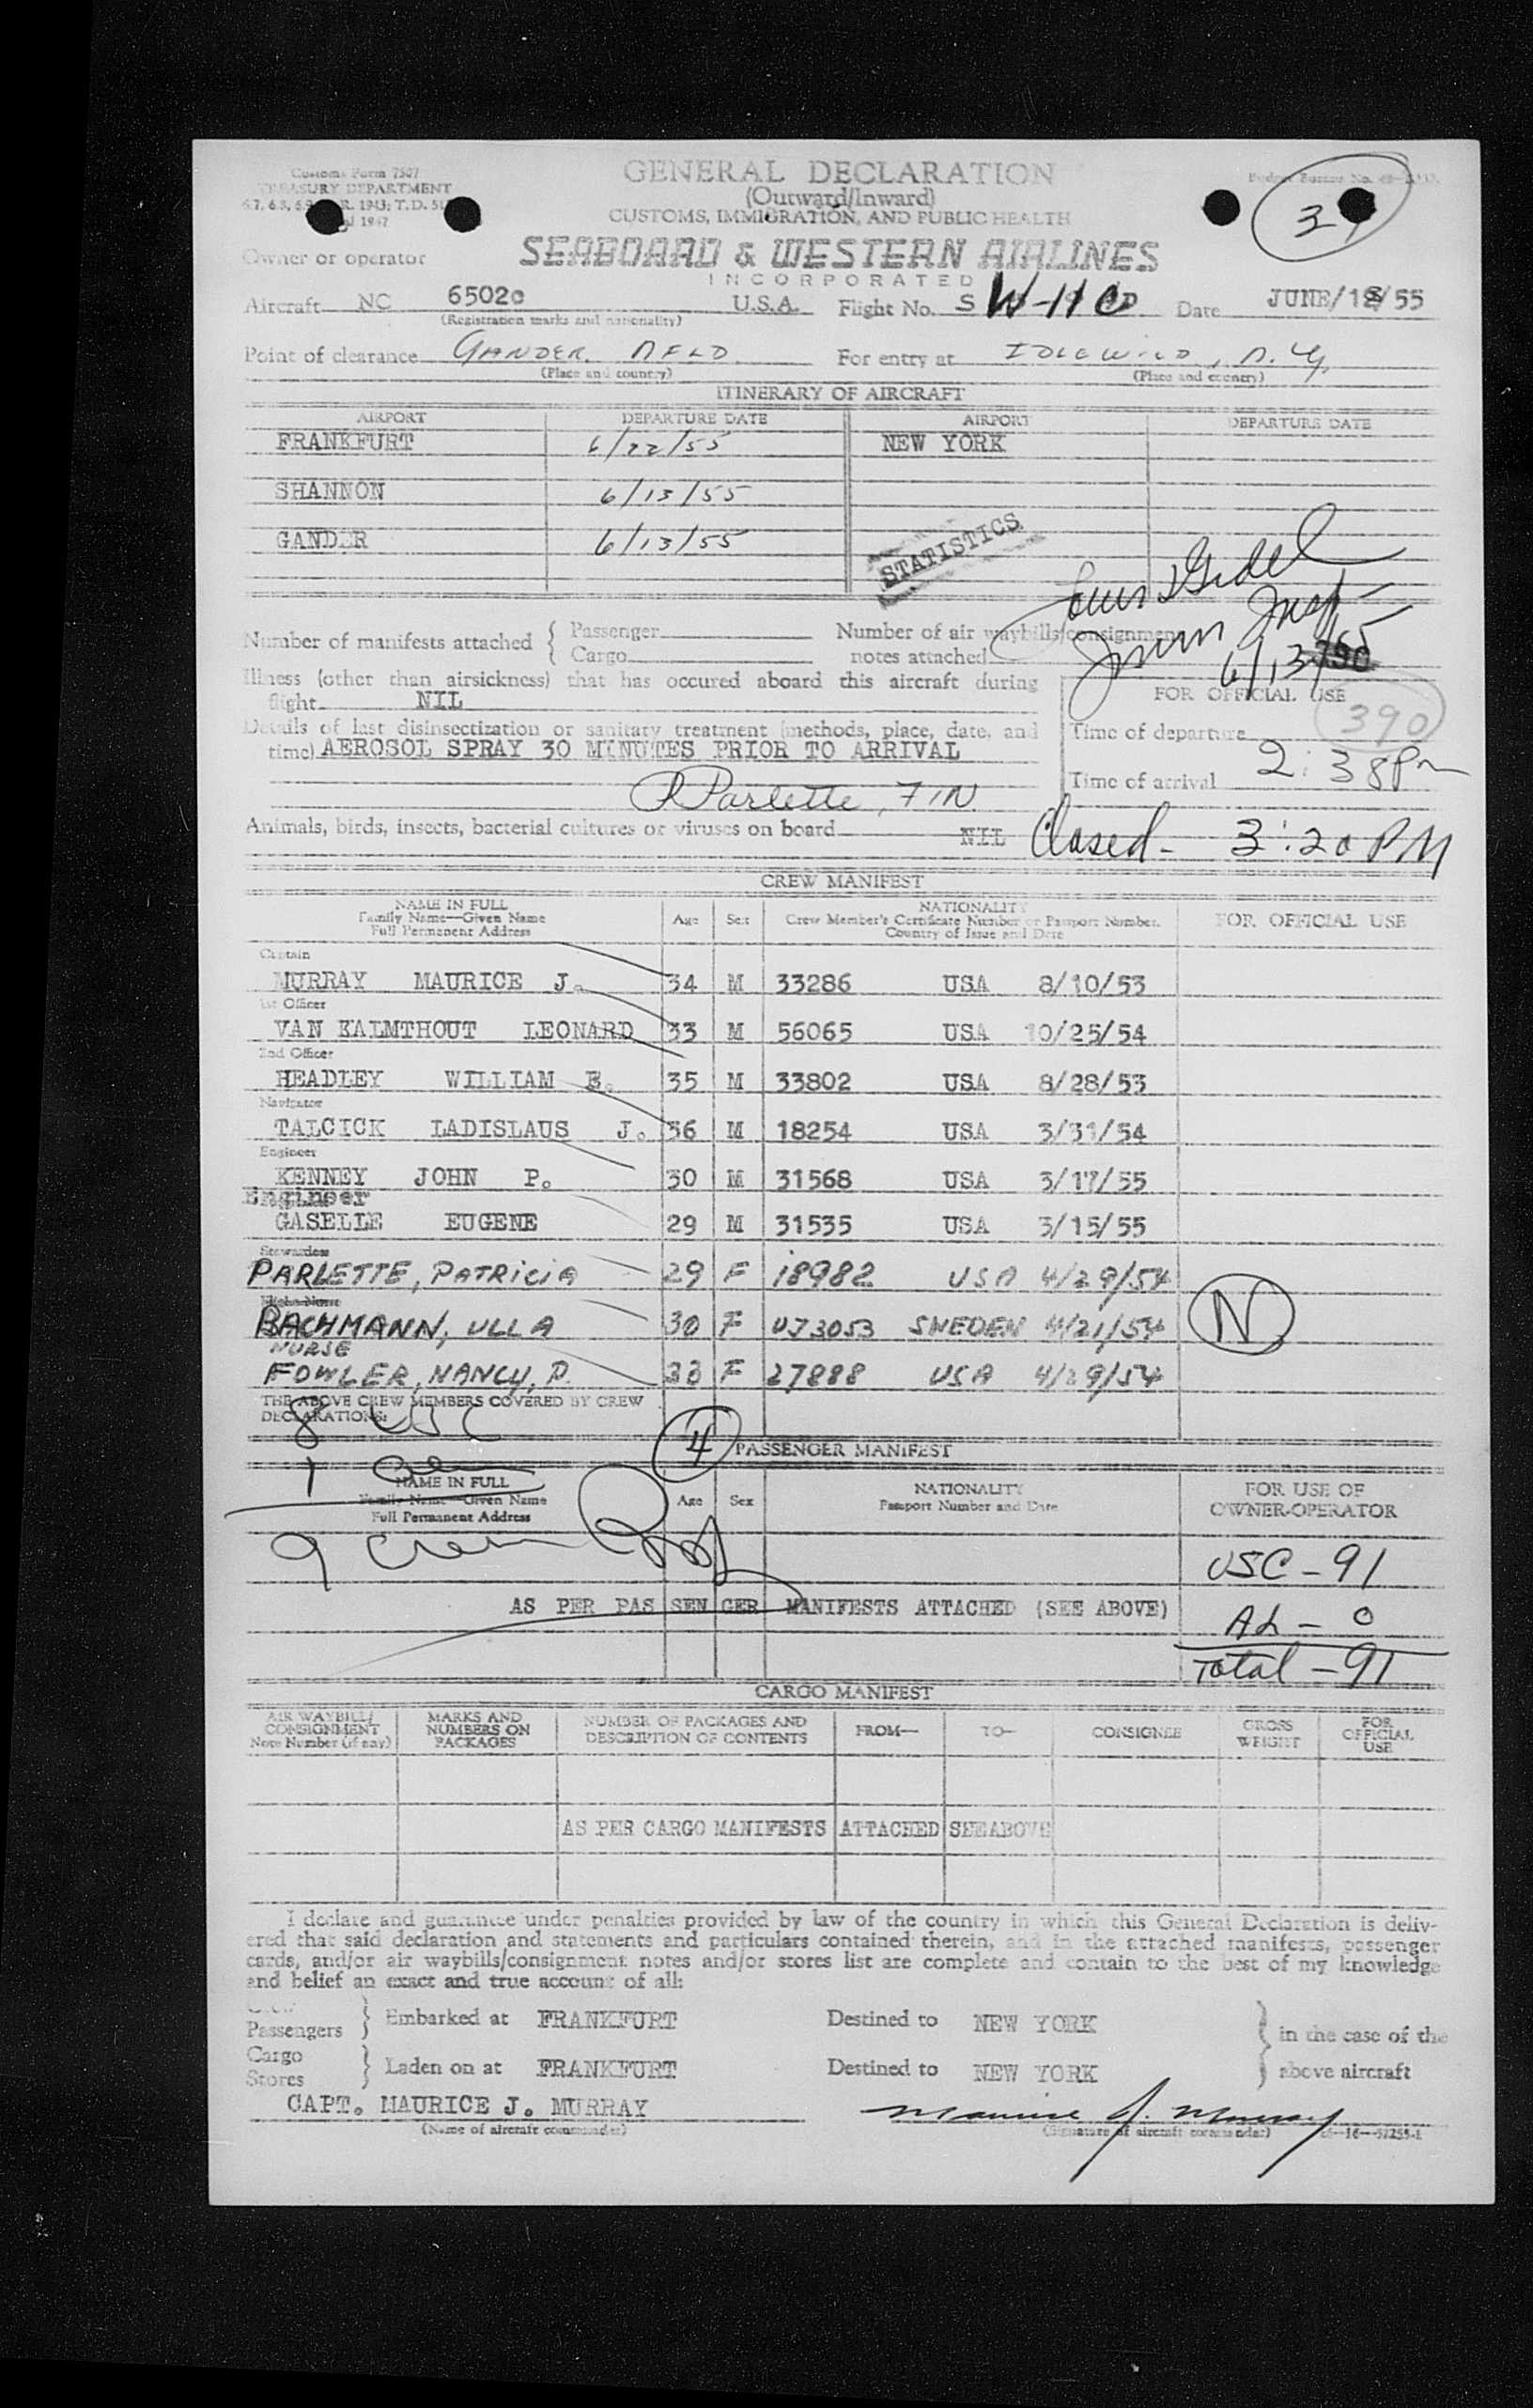 Customs Form 7507
TREASURY DEPARTMENT
GENERAL DECLARATION
(Outward/Inward)
CUSTOMS, IMMIGRATION, AND PUBLIC HEALTH
Owner or operator SEABOARD & WESTERN AIRLINES
INCORPORATED
Aircraft NC 6502C U.S.A. Flight No. S W-110 Date JUNE/18/55
(Registration marks and nationality)
Point of clearance GANDER. NFLD For entry at IDLEWILD, N.Y.
(Place and country) (Place and country)
ITINERARY OF AIRCRAFT
AIRPORT DEPARTURE DATE AIRPORT DEPARTURE DATE
FRANKFURT 6/22/55 NEW YORK
SHANNON 6/13/55
GANDER 6/13/55
STATISTICS
Number of manifests attached { Passenger
Cargo
Number of air waybills/consignment
notes attached
6/13/55
Illness (other than airsickness) that has occured aboard this aircraft during
flight NIL
FOR OFFICIAL USE
390
Details of last disinsectization or sanitary treatment (methods, place, date, and
time) AEROSOL SPRAY 30 MINUTES PRIOR TO ARRIVAL
Time of departure
Time of arrival 2:38 Pm
P Parlette, F/N
Animals, birds, insects, bacterial cultures or viruses on board NIL
Closed - 3:20 PM
CREW MANIFEST
NAME IN FULL
Family Name—Given Name
Full Permanent Address
Age Sex
NATIONALITY
Crew Member's Certificate Number or Passport Number.
Country of Issue and Date
FOR OFFICIAL USE
Captain
MURRAY MAURICE J. 34 M 33286 USA 8/10/53
1st Officer
VAN KALMTHOUT LEONARD 33 M 56065 USA 10/25/54
2nd Officer
HEADLEY WILLIAM E. 35 M 33802 USA 8/28/53
Navigator
TALCICK LADISLAUS J. 36 M 18254 USA 3/31/54
Engineer
KENNEY JOHN P. 30 M 31568 USA 3/17/55
Engineer
GASELLE EUGENE 29 M 31535 USA 3/15/55
Stewardess
PARLETTE, PATRICIA 29 F 18982 USA 4/29/54
BACHMANN, ULLA 30 F UJ3053 SWEDEN 4/21/54 N
NURSE
FOWLER, NANCY, P. 33 F 27888 USA 4/29/54
THE ABOVE CREW MEMBERS COVERED BY CREW
DECLARATIONS:
8 USC
4 PASSENGER MANIFEST
NAME IN FULL
Family Name—Given Name
Full Permanent Address
Age Sex
NATIONALITY
Passport Number and Date
FOR USE OF
OWNER-OPERATOR
9 Crew
USC - 91
AS PER PASSENGER MANIFESTS ATTACHED (SEE ABOVE)
AL - 0
Total - 91
CARGO MANIFEST
AIR WAYBILL/
CONSIGNMENT
Note Number (if any)
MARKS AND
NUMBERS ON
PACKAGES
NUMBER OF PACKAGES AND
DESCRIPTION OF CONTENTS
FROM— TO— CONSIGNEE
GROSS
WEIGHT
FOR
OFFICIAL
USE
AS PER CARGO MANIFESTS ATTACHED SEE ABOVE
I declare and guarantee under penalties provided by law of the country in which this General Declaration is deliv-
ered that said declaration and statements and particulars contained therein, and in the attached manifests, passenger
cards, and/or air waybills/consignment notes and/or stores list are complete and contain to the best of my knowledge
and belief an exact and true account of all:
Crew
Passengers } Embarked at FRANKFURT Destined to NEW YORK } in the case of the
Cargo
Stores } Laden on at FRANKFURT Destined to NEW YORK } above aircraft
CAPT. MAURICE J. MURRAY Maurice J. Murray
(Name of aircraft commander) (Signature of aircraft commander)